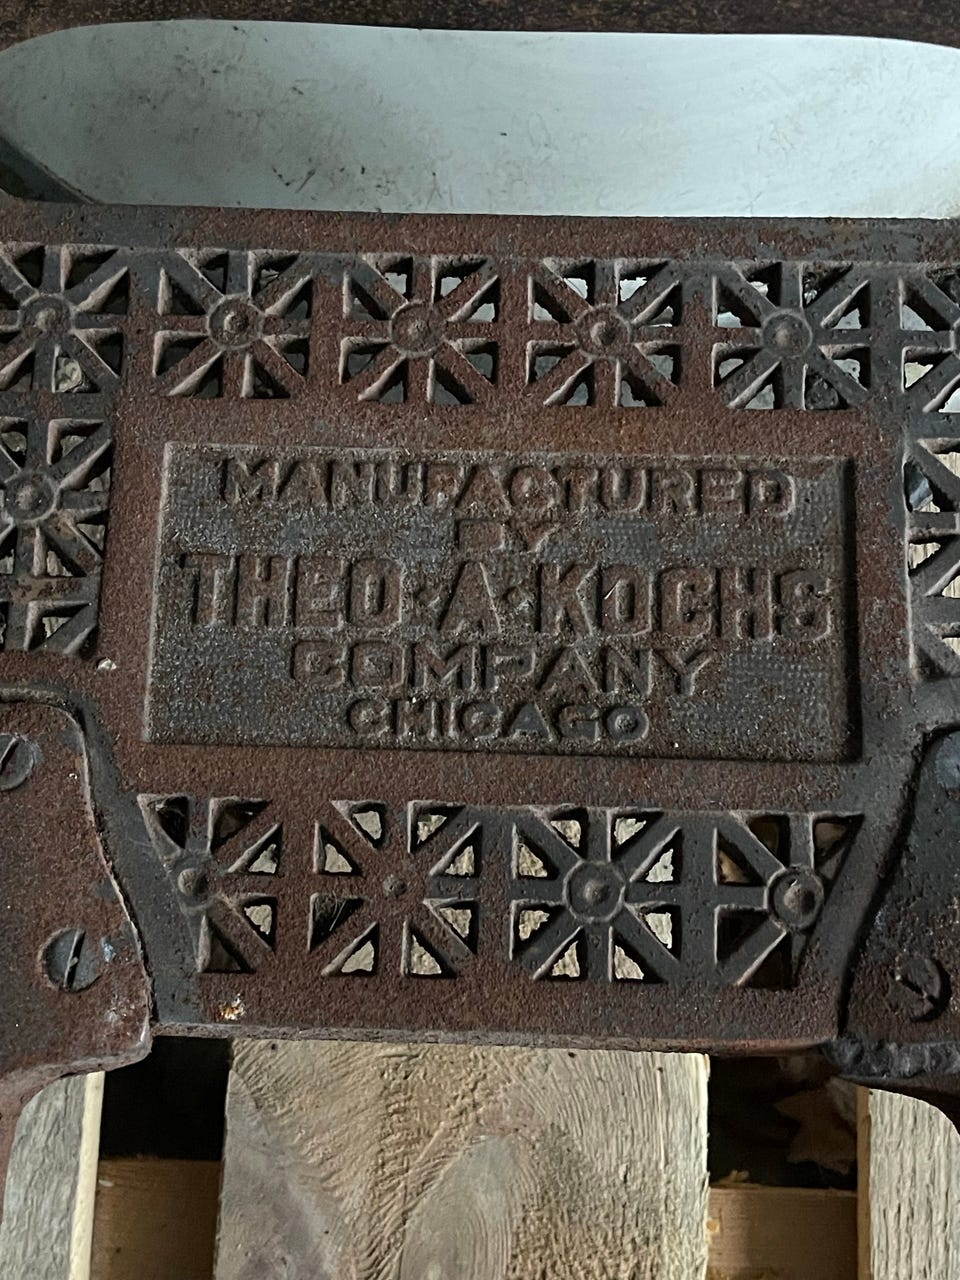 MANUFACTURED
BY
THEO·A·KOCHS
COMPANY
CHICAGO